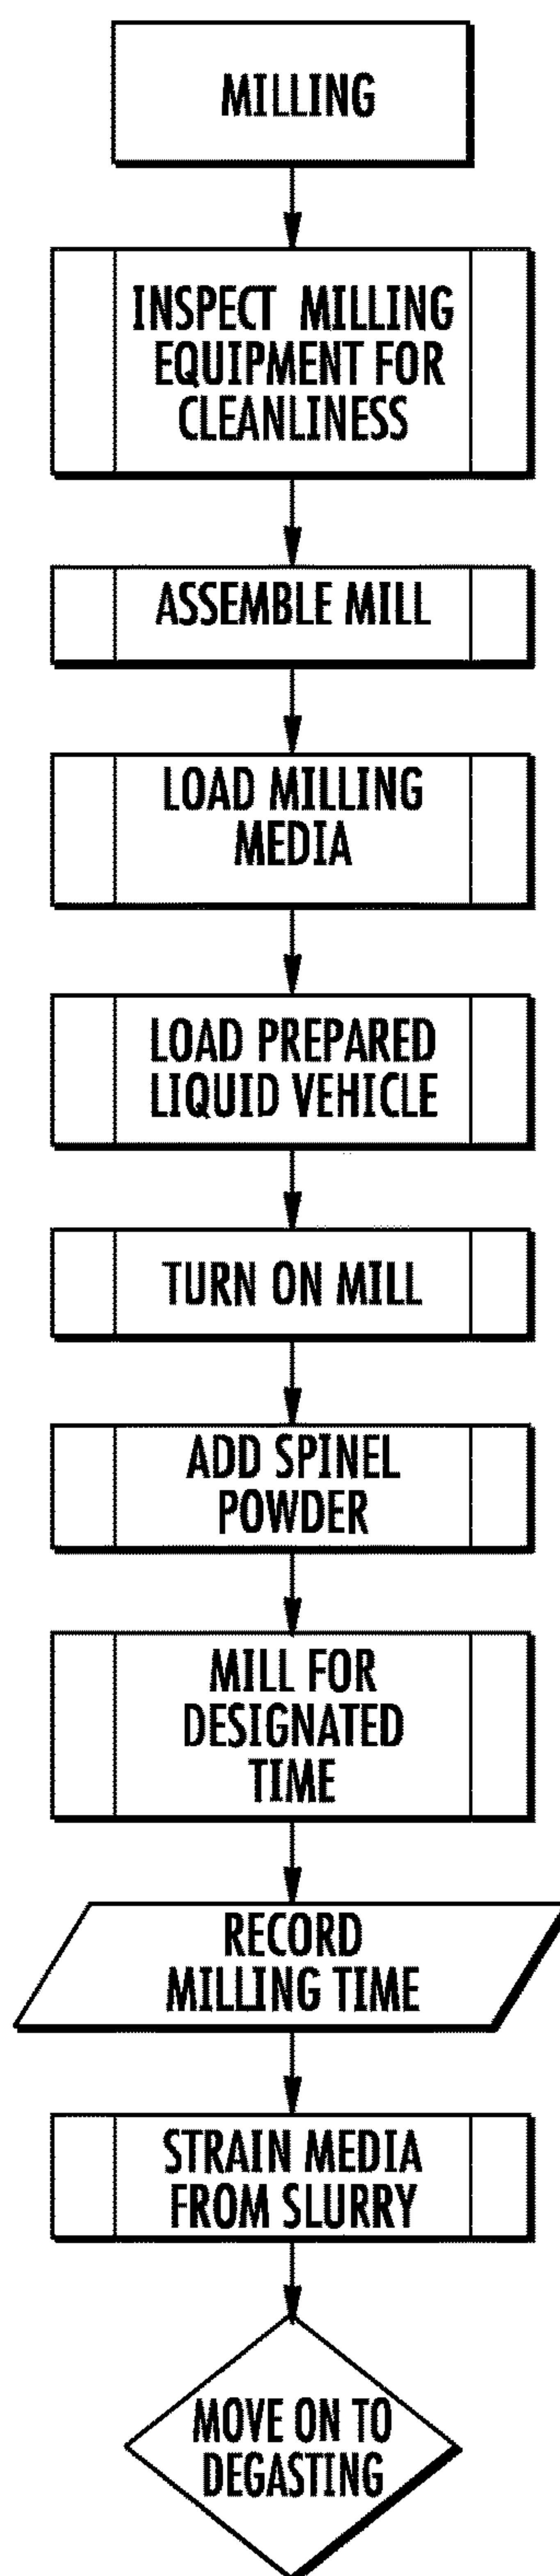 MILLING
INSPECT MILLING
EQUIPMENT FOR
CLEANLINESS
ASSEMBLE MILL
LOAD MILLING
MEDIA
LOAD PREPARED
LIQUID VEHICLE
TURN ON MILL
ADD SPINEL
POWDER
MILL FOR
DESIGNATED
TIME
RECORD
MILLING TIME
STRAIN MEDIA
FROM SLURRY
MOVE ON TO
DEGASTING